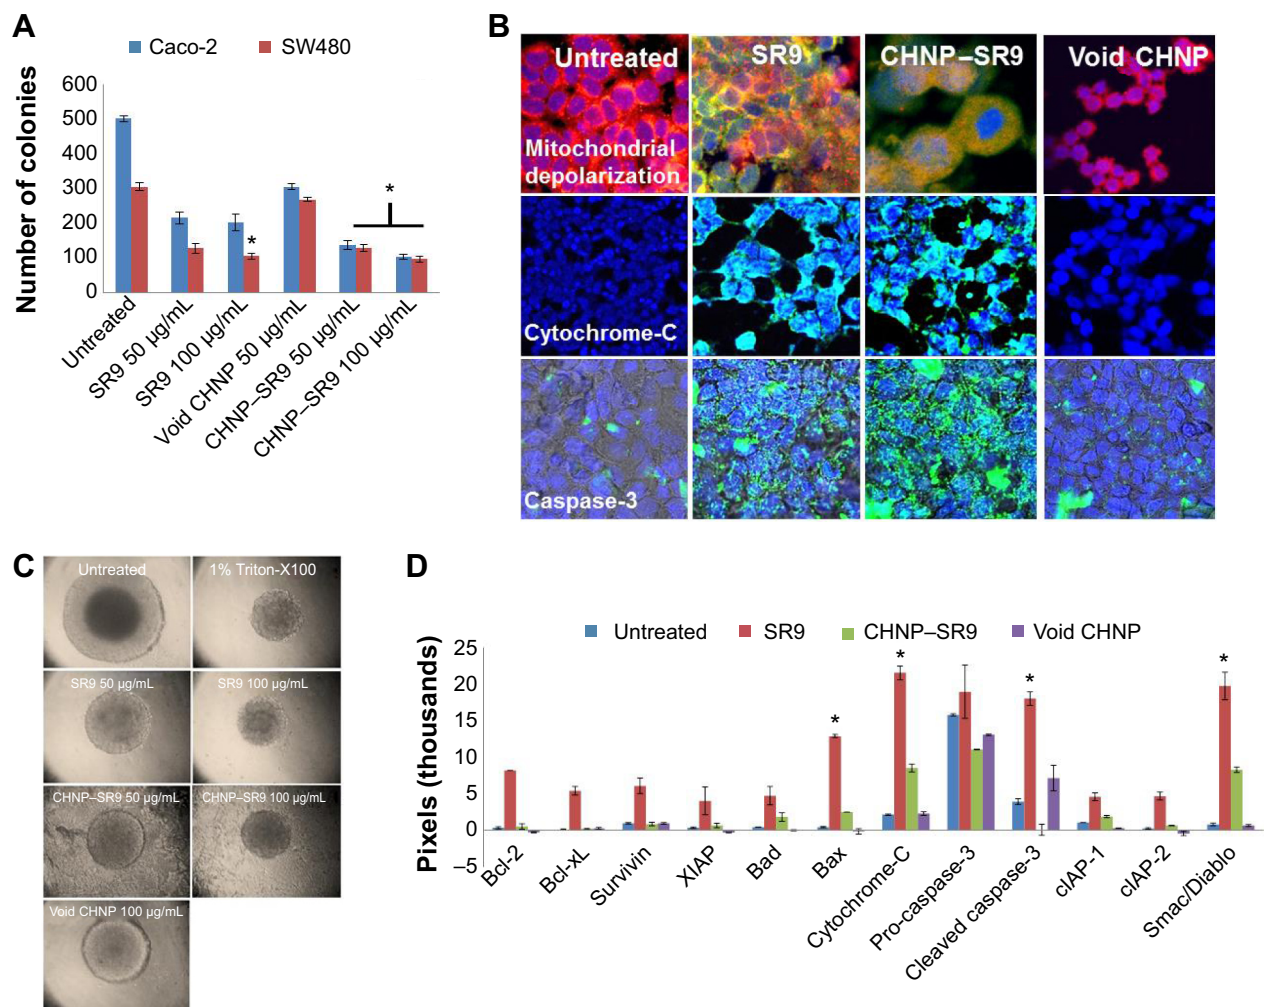 A
Caco-2 SW480
Number of colonies
600
500
400
300
200
100
0
*
*
Untreated
SR9 50 µg/mL
SR9 100 µg/mL
Void CHNP 50 µg/mL
CHNP–SR9 50 µg/mL
CHNP–SR9 100 µg/mL
B
Untreated SR9 CHNP–SR9 Void CHNP
Mitochondrial
depolarization
Cytochrome-C
Caspase-3
C
Untreated 1% Triton-X100
SR9 50 µg/mL SR9 100 µg/mL
CHNP–SR9 50 µg/mL CHNP–SR9 100 µg/mL
Void CHNP 100 µg/mL
D
Untreated SR9 CHNP–SR9 Void CHNP
Pixels (thousands)
25
20
15
10
5
0
–5
* * * *
Bcl-2
Bcl-xL
Survivin
XIAP
Bad
Bax
Cytochrome-C
Pro-caspase-3
Cleaved caspase-3
cIAP-1
cIAP-2
Smac/Diablo